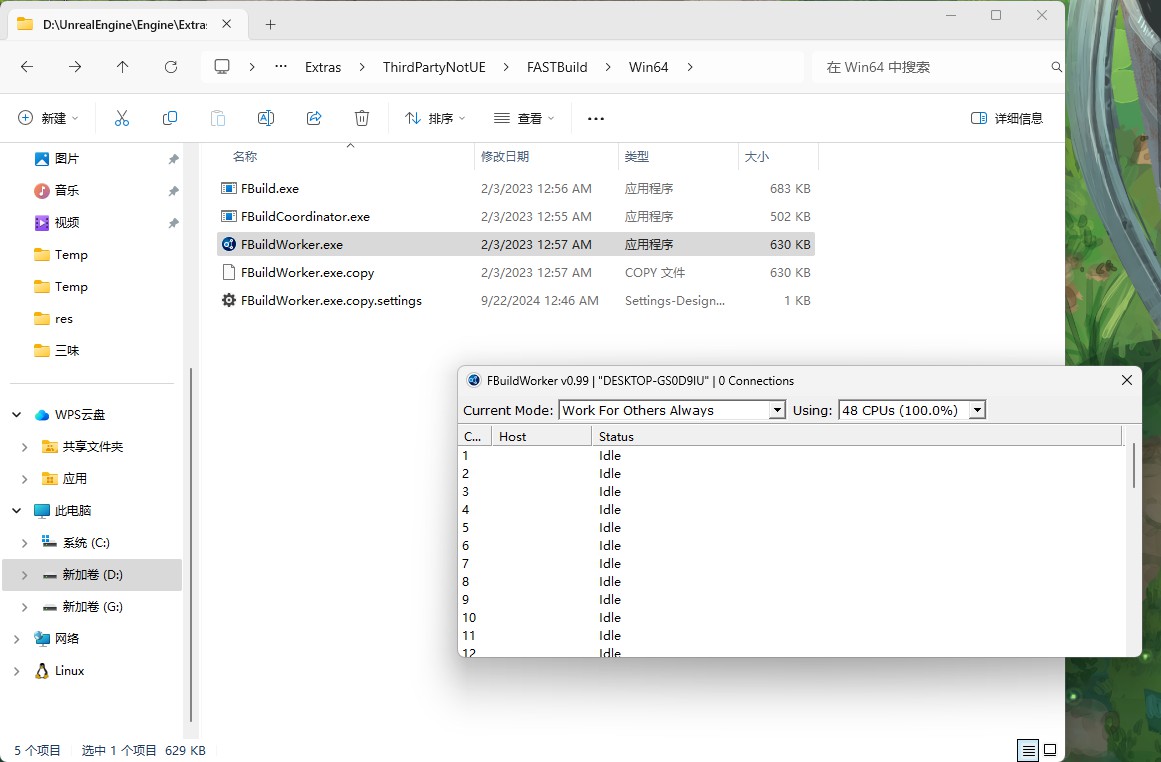 D:\UnrealEngine\Engine\Extras
Extras ThirdPartyNotUE FASTBuild Win64 在 Win64 中搜索
新建 排序 查看 详细信息
名称 修改日期 类型 大小
FBuild.exe 2/3/2023 12:56 AM 应用程序 683 KB
FBuildCoordinator.exe 2/3/2023 12:55 AM 应用程序 502 KB
FBuildWorker.exe 2/3/2023 12:57 AM 应用程序 630 KB
FBuildWorker.exe.copy 2/3/2023 12:57 AM COPY 文件 630 KB
FBuildWorker.exe.copy.settings 9/22/2024 12:46 AM Settings-Design... 1 KB
图片
音乐
视频
Temp
Temp
res
三味
WPS云盘
共享文件夹
应用
此电脑
系统 (C:)
新加卷 (D:)
新加卷 (G:)
网络
Linux
FBuildWorker v0.99 | "DESKTOP-GS0D9IU" | 0 Connections
Current Mode: Work For Others Always Using: 48 CPUs (100.0%)
C... Host Status
1 Idle
2 Idle
3 Idle
4 Idle
5 Idle
6 Idle
7 Idle
8 Idle
9 Idle
10 Idle
11 Idle
12 Idle
5 个项目 选中 1 个项目 629 KB